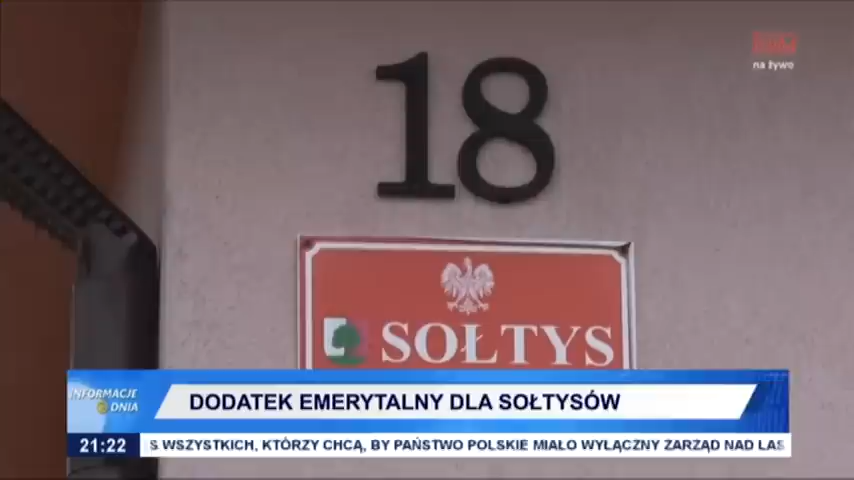 18
na żywo
SOŁTYS
INFORMACJE
DNIA
DODATEK EMERYTALNY DLA SOŁTYSÓW
21:22
S WSZYSTKICH, KTÓRZY CHCĄ, BY PAŃSTWO POLSKIE MIAŁO WYŁĄCZNY ZARZĄD NAD LAS